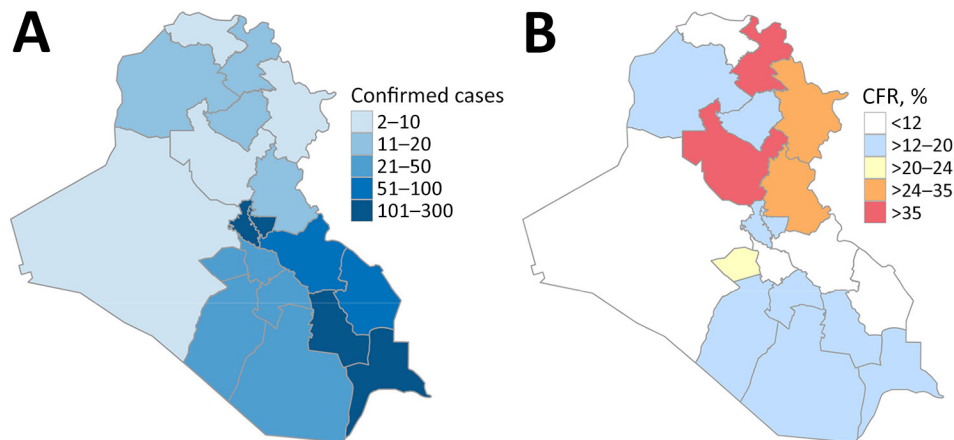 A
Confirmed cases
2–10
11–20
21–50
51–100
101–300
B
CFR, %
<12
>12–20
>20–24
>24–35
>35